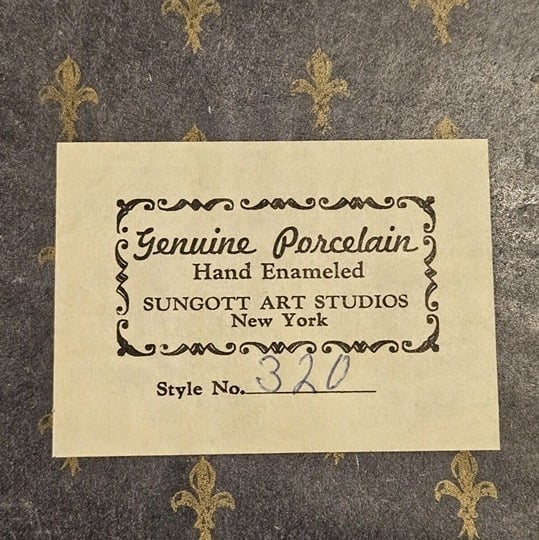 Genuine Porcelain
Hand Enameled
SUNGOTT ART STUDIOS
New York
Style No. 320